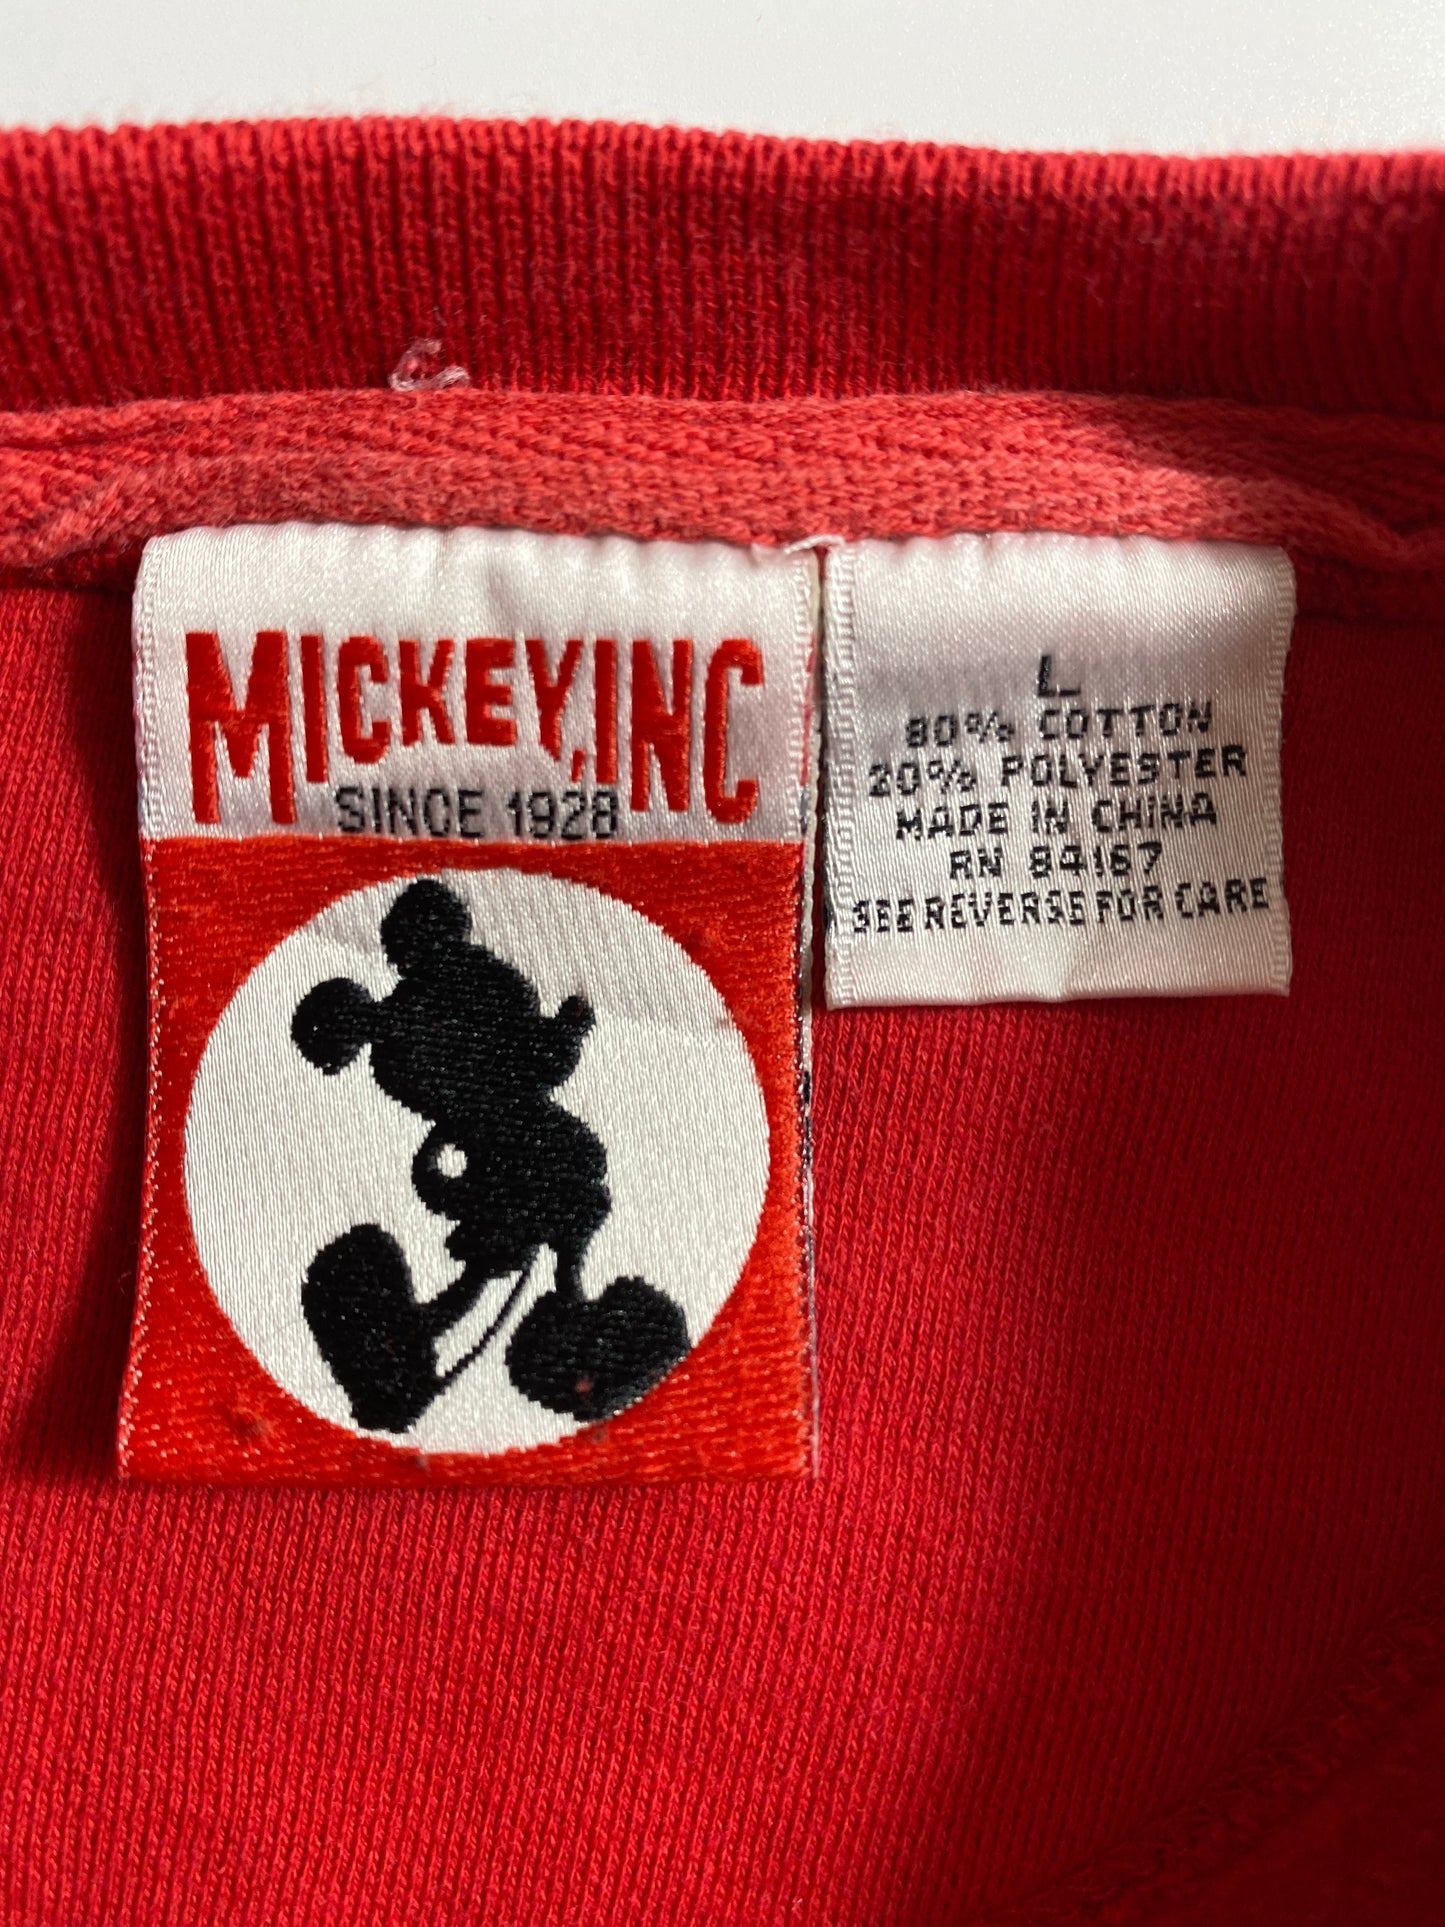 MICKEY, INC
SINCE 1928
L
80% COTTON
20% POLYESTER
MADE IN CHINA
RN 84167
SEE REVERSE FOR CARE